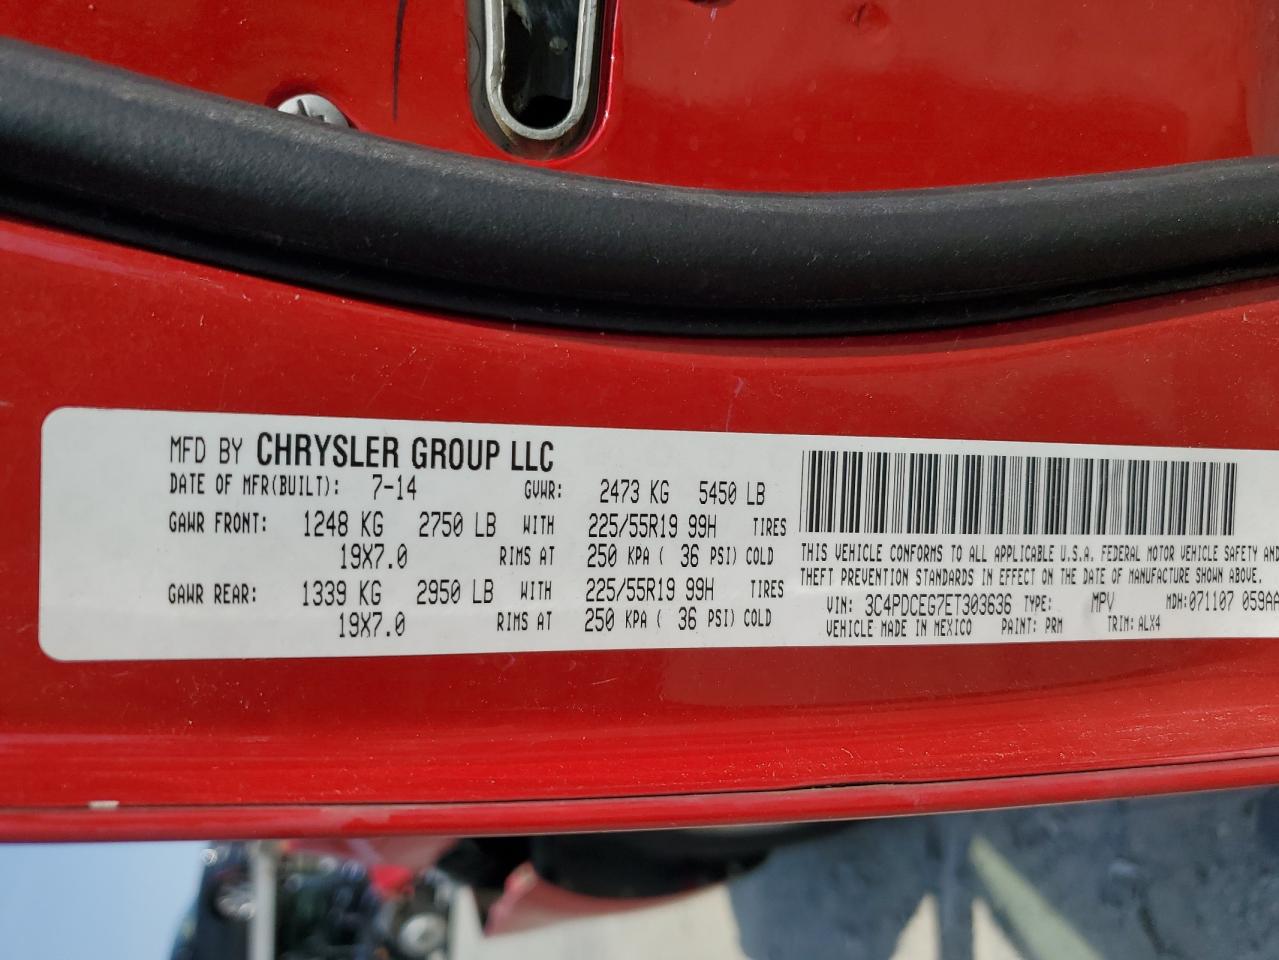 MFD BY CHRYSLER GROUP LLC
DATE OF MFR(BUILT): 7-14 GVWR: 2473 KG 5450 LB
GAWR FRONT: 1248 KG 2750 LB WITH 225/55R19 99H TIRES
19X7.0 RIMS AT 250 KPA ( 36 PSI) COLD
GAWR REAR: 1339 KG 2950 LB WITH 225/55R19 99H TIRES
19X7.0 RIMS AT 250 KPA ( 36 PSI) COLD
THIS VEHICLE CONFORMS TO ALL APPLICABLE U.S.A. FEDERAL MOTOR VEHICLE SAFETY AND
THEFT PREVENTION STANDARDS IN EFFECT ON THE DATE OF MANUFACTURE SHOWN ABOVE.
VIN: 3C4PDCEG7ET303636 TYPE: MPV MDH: 071107 059AA
VEHICLE MADE IN MEXICO PAINT: PRM TRIM: ALX4